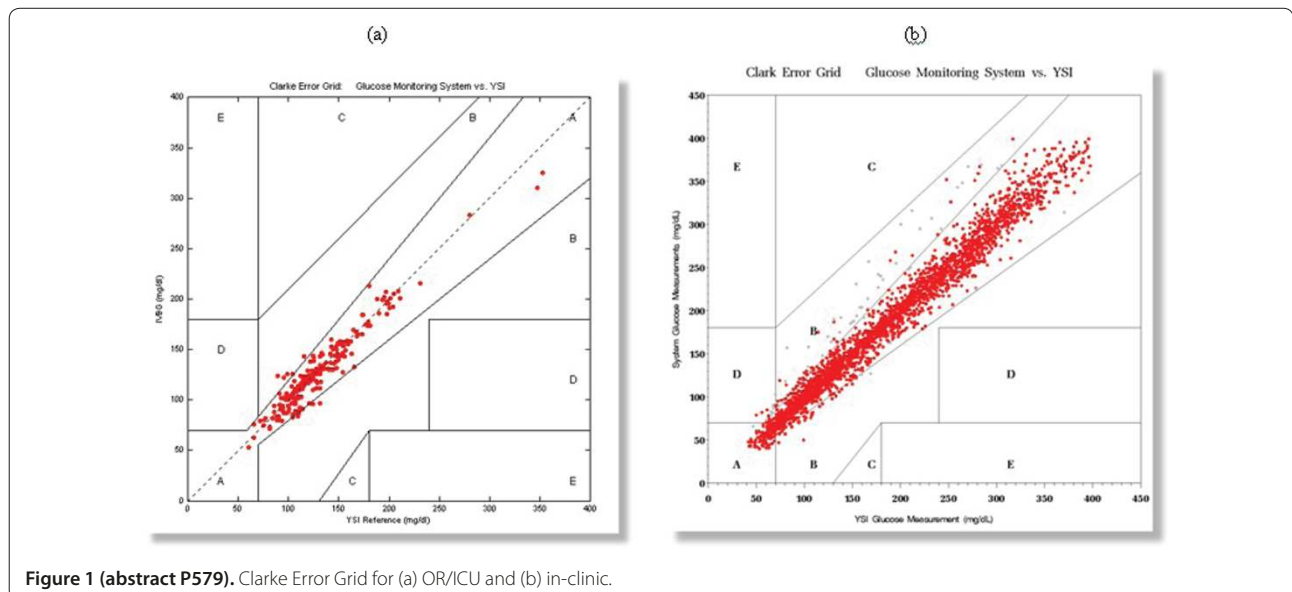 (a)
Clarke Error Grid: Glucose Monitoring System vs. YSI
400
350
300
250
200
150
100
50
0
IVBG (mg/dl)
E
C
B
A
B
D
D
A
C
E
0 50 100 150 200 250 300 350 400
YSI Reference (mg/dl)
(b)
Clark Error Grid Glucose Monitoring System vs. YSI
450
400
350
300
250
200
150
100
50
0
System Glucose Measurements (mg/dL)
E
C
B
D
D
A
B
C
E
0 50 100 150 200 250 300 350 400 450
YSI Glucose Measurement (mg/dL)
Figure 1 (abstract P579). Clarke Error Grid for (a) OR/ICU and (b) in-clinic.